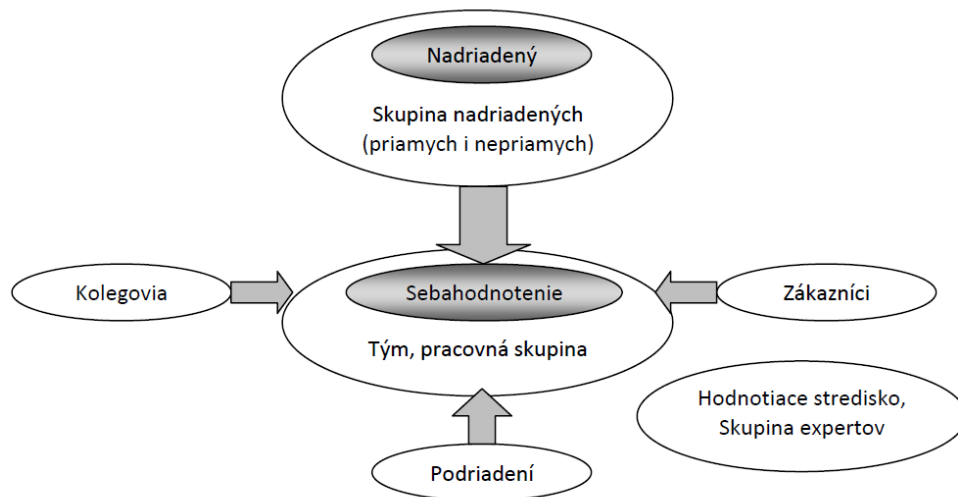 Nadriadený
Skupina nadriadených
(priamych i nepriamych)
Kolegovia
Sebahodnotenie
Zákazníci
Tým, pracovná skupina
Hodnotiace stredisko,
Skupina expertov
Podriadení